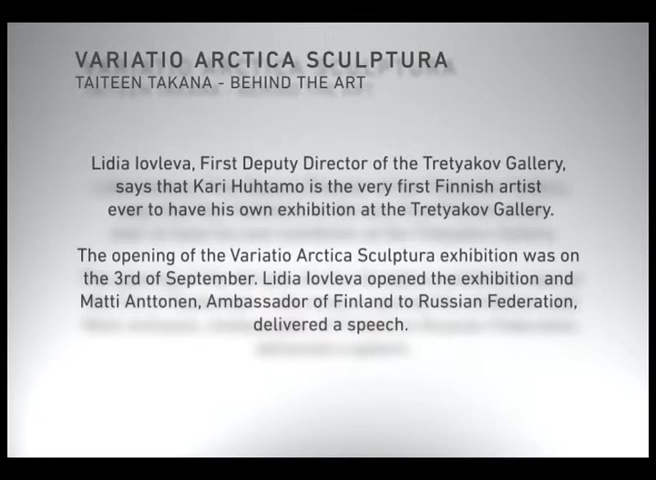 VARIATIO ARCTICA SCULPTURA
TAITEEN TAKANA - BEHIND THE ART
Lidia Iovleva, First Deputy Director of the Tretyakov Gallery,
says that Kari Huhtamo is the very first Finnish artist
ever to have his own exhibition at the Tretyakov Gallery.
The opening of the Variatio Arctica Sculptura exhibition was on
the 3rd of September. Lidia Iovleva opened the exhibition and
Matti Anttonen, Ambassador of Finland to Russian Federation,
delivered a speech.